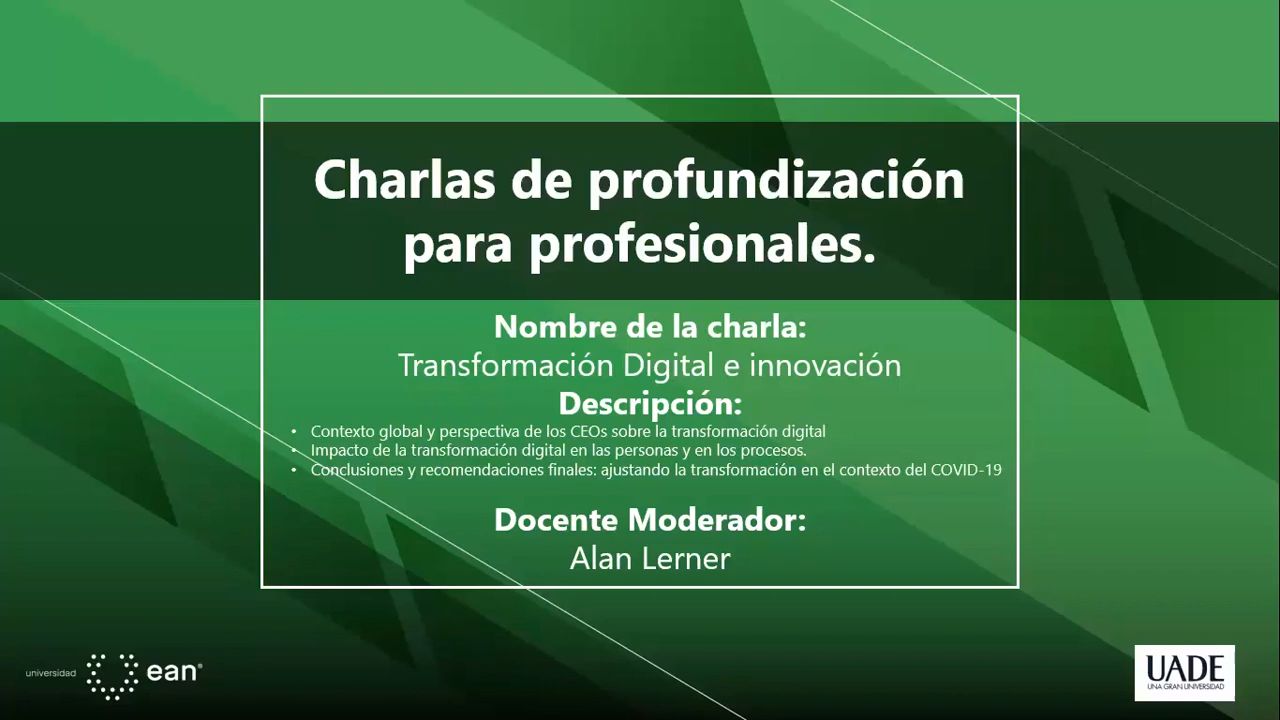 Charlas de profundización
para profesionales.
Nombre de la charla:
Transformación Digital e innovación
Descripción:
• Contexto global y perspectiva de los CEOs sobre la transformación digital
• Impacto de la transformación digital en las personas y en los procesos.
• Conclusiones y recomendaciones finales: ajustando la transformación en el contexto del COVID-19
Docente Moderador:
Alan Lerner
universidad ean®
UADE
UNA GRAN UNIVERSIDAD